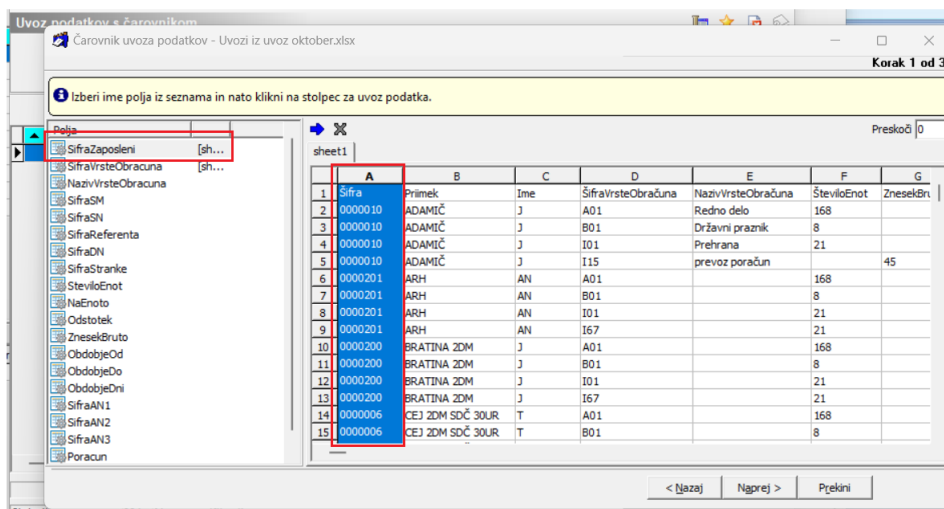 Uvoz podatkov s čarovnikom
Čarovnik uvoza podatkov - Uvozi iz uvoz oktober.xlsx
Korak 1 od 3
Izberi ime polja iz seznama in nato klikni na stolpec za uvoz podatka.
Polja
SifraZaposleni [sh...
SifraVrsteObracuna [sh...
NazivVrsteObracuna
SifraSM
SifraSN
SifraReferenta
SifraDN
SifraStranke
SteviloEnot
NaEnoto
Odstotek
ZnesekBruto
ObdobjeOd
ObdobjeDo
ObdobjeDni
SifraAN1
SifraAN2
SifraAN3
Poracun
Preskoči 0
sheet1
A B C D E F G
1 Šifra Priimek Ime ŠifraVrsteObračuna NazivVrsteObračuna ŠteviloEnot ZnesekBru
2 0000010 ADAMIČ J A01 Redno delo 168
3 0000010 ADAMIČ J B01 Državni praznik 8
4 0000010 ADAMIČ J I01 Prehrana 21
5 0000010 ADAMIČ J I15 prevoz poračun 45
6 0000201 ARH AN A01 168
7 0000201 ARH AN B01 8
8 0000201 ARH AN I01 21
9 0000201 ARH AN I67 21
10 0000200 BRATINA 2DM J A01 168
11 0000200 BRATINA 2DM J B01 8
12 0000200 BRATINA 2DM J I01 21
13 0000200 BRATINA 2DM J I67 21
14 0000006 CEJ 2DM SDČ 30UR T A01 168
15 0000006 CEJ 2DM SDČ 30UR T B01 8
< Nazaj Naprej > Prekini